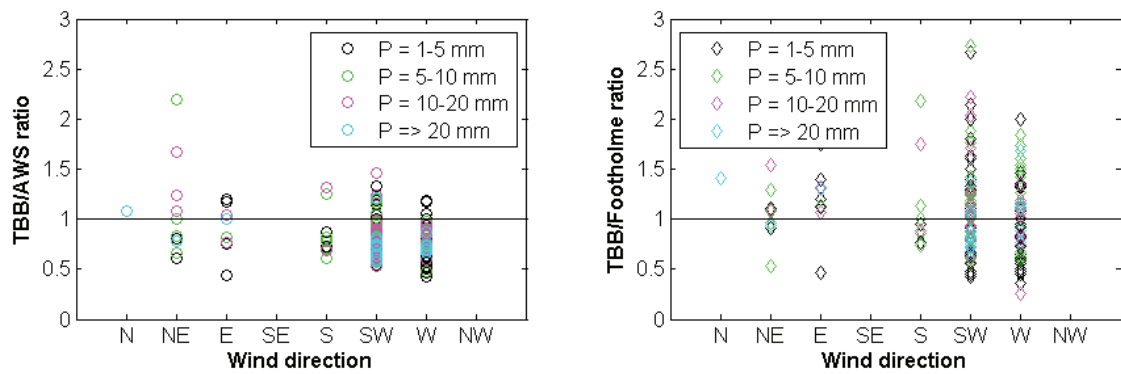 3
2.5
2
1.5
1
0.5
0
TBB/AWS ratio
P = 1-5 mm
P = 5-10 mm
P = 10-20 mm
P => 20 mm
N NE E SE S SW W NW
Wind direction
3
2.5
2
1.5
1
0.5
0
TBB/Footholme ratio
P = 1-5 mm
P = 5-10 mm
P = 10-20 mm
P => 20 mm
N NE E SE S SW W NW
Wind direction